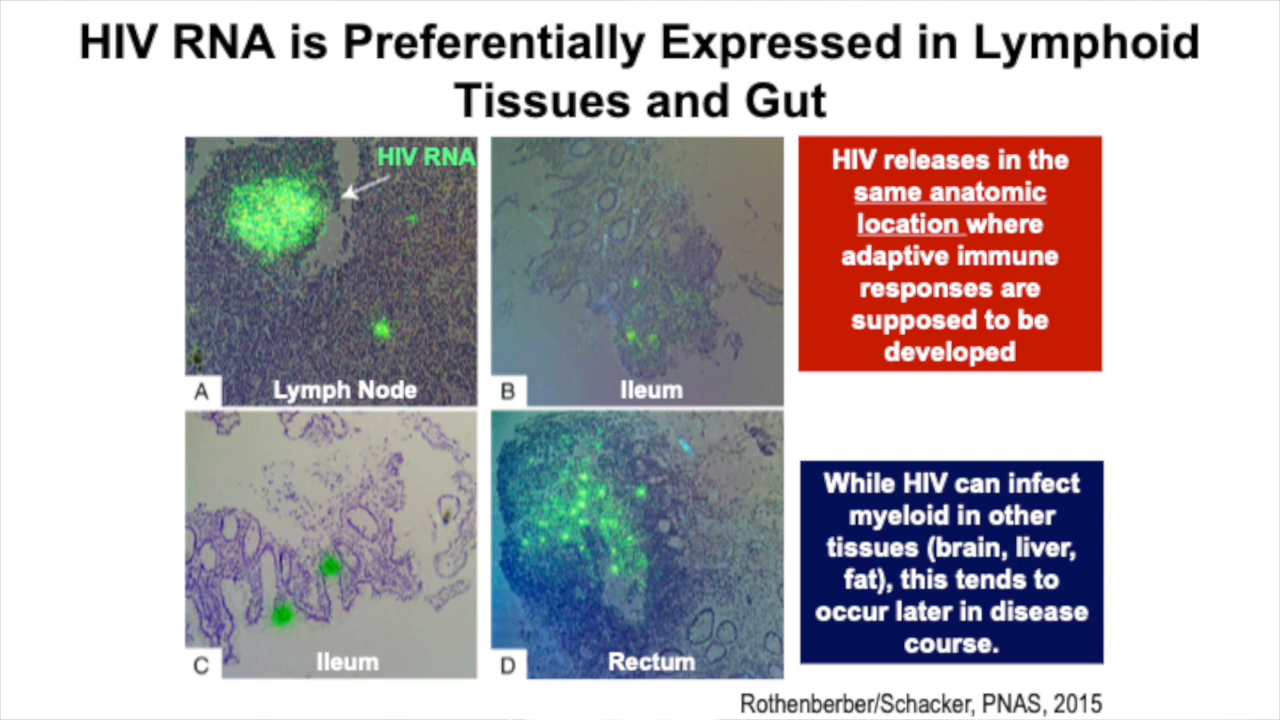 HIV RNA is Preferentially Expressed in Lymphoid
Tissues and Gut
HIV RNA
A
Lymph Node
B
Ileum
C
Ileum
D
Rectum
HIV releases in the
same anatomic
location where
adaptive immune
responses are
supposed to be
developed
While HIV can infect
myeloid in other
tissues (brain, liver,
fat), this tends to
occur later in disease
course.
Rothenberber/Schacker, PNAS, 2015